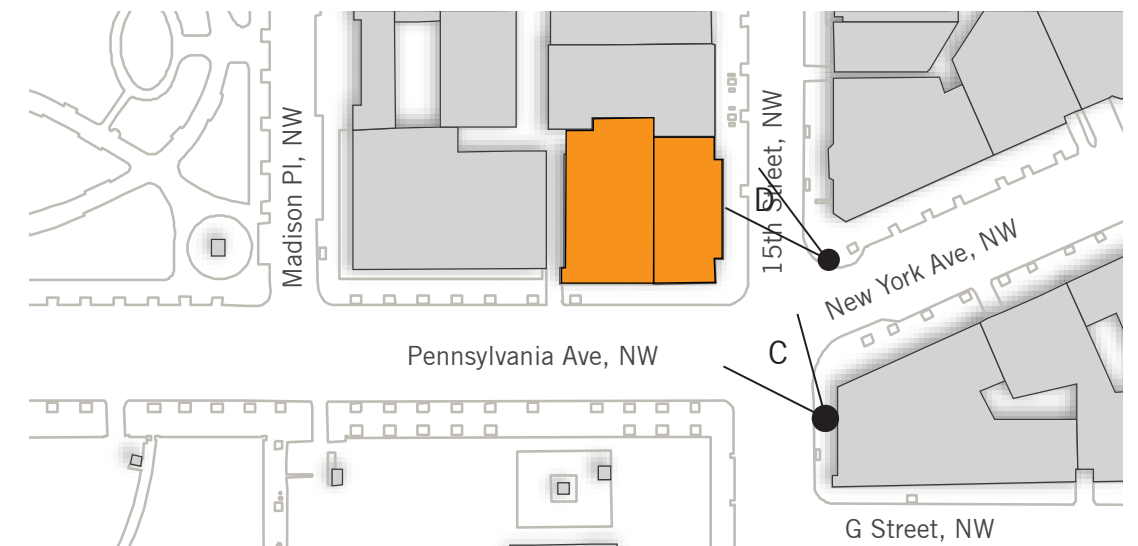 Madison Pl, NW
15th Street, NW
D
New York Ave, NW
Pennsylvania Ave, NW
C
G Street, NW